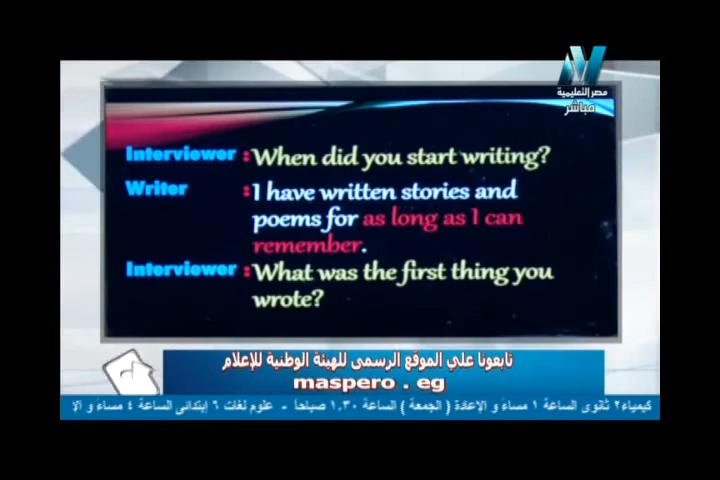 مصر التعليمية
مباشر
Interviewer : When did you start writing?
Writer : I have written stories and
poems for as long as I can
remember.
Interviewer : What was the first thing you
wrote?
تابعونا علي الموقع الرسمى للهيئة الوطنية للإعلام
maspero . eg
كيمياء٢ ثانوى الساعة ١ مساءً و الإعادة ( الجمعة ) الساعة ١,٣٠ صباحاً - علوم لغات ٦ إبتدائى الساعة ٤ مساءً و الإ